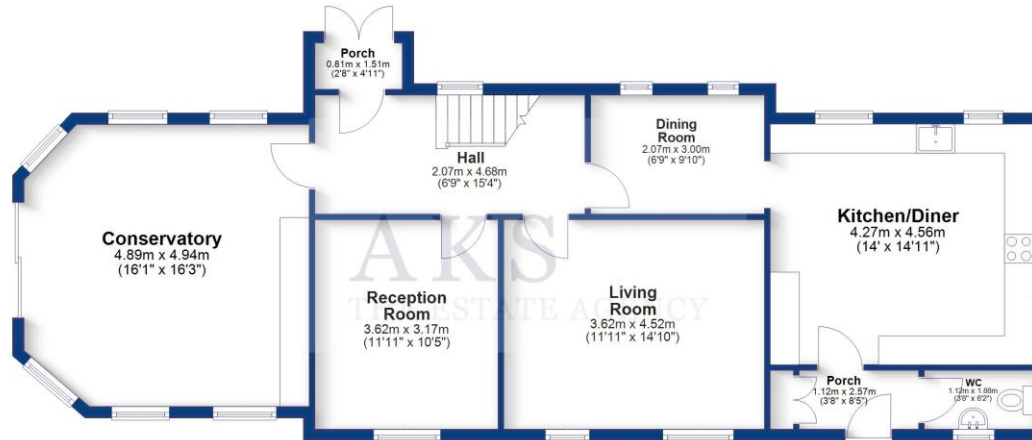 Porch
0.81m x 1.51m
(2'8" x 4'11")
Hall
2.07m x 4.68m
(6'9" x 15'4")
Dining
Room
2.07m x 3.00m
(6'9" x 9'10")
Kitchen/Diner
4.27m x 4.56m
(14' x 14'11")
Conservatory
4.89m x 4.94m
(16'1" x 16'3")
Reception
Room
3.62m x 3.17m
(11'11" x 10'5")
Living
Room
3.62m x 4.52m
(11'11" x 14'10")
Porch
1.12m x 2.57m
(3'8" x 8'5")
WC
1.12m x 1.88m
(3'8" x 6'2")
AKS
ESTATE AGENCY